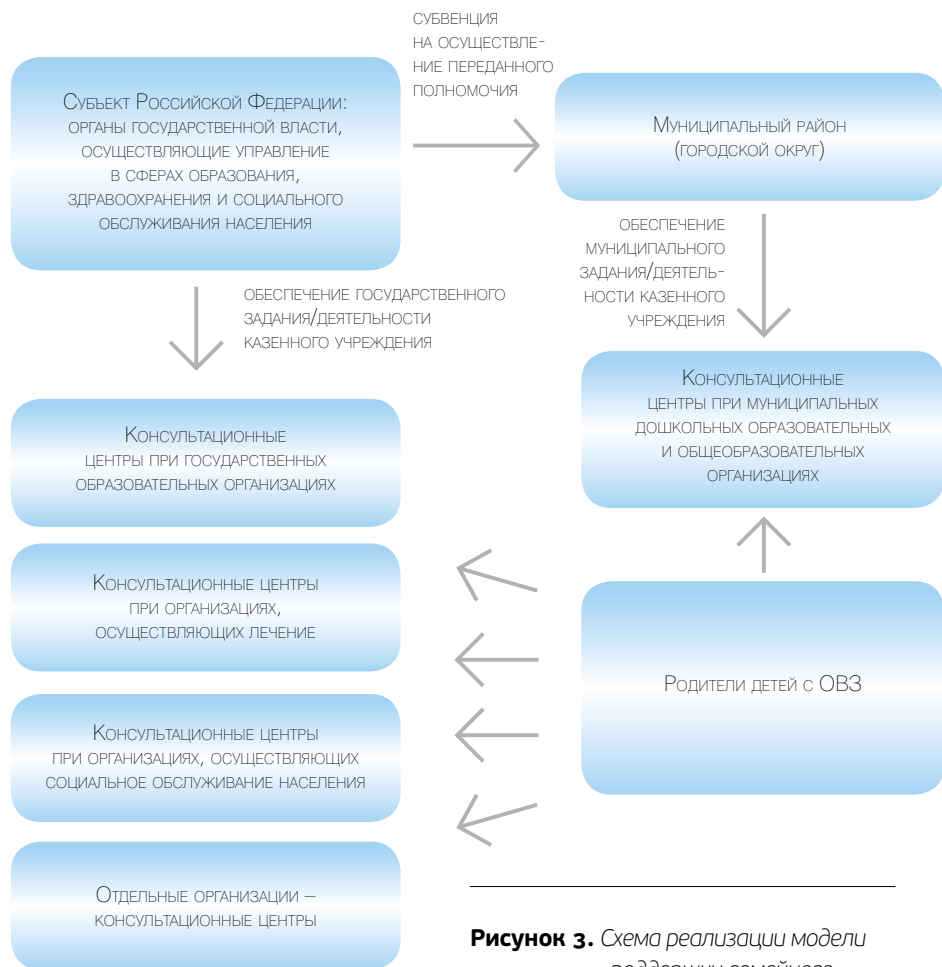 СУБВЕНЦИЯ
НА ОСУЩЕСТВЛЕ-
НИЕ ПЕРЕДАННОГО
ПОЛНОМОЧИЯ
Субъект Российской Федерации:
органы государственной власти,
осуществляющие управление
в сферах образования,
здравоохранения и социального
обслуживания населения
Муниципальный район
(городской округ)
ОБЕСПЕЧЕНИЕ
МУНИЦИПАЛЬНОГО
ЗАДАНИЯ/ДЕЯТЕЛЬ-
НОСТИ КАЗЕННОГО
УЧРЕЖДЕНИЯ
ОБЕСПЕЧЕНИЕ ГОСУДАРСТВЕННОГО
ЗАДАНИЯ/ДЕЯТЕЛЬНОСТИ
КАЗЕННОГО УЧРЕЖДЕНИЯ
Консультационные
центры при муниципальных
дошкольных образовательных
и общеобразовательных
организациях
Консультационные
центры при государственных
образовательных организациях
Консультационные центры
при организациях,
осуществляющих лечение
Родители детей с ОВЗ
Консультационные центры
при организациях, осуществляющих
социальное обслуживание населения
Отдельные организации –
консультационные центры
Рисунок 3. Схема реализации модели
поддержки семейного